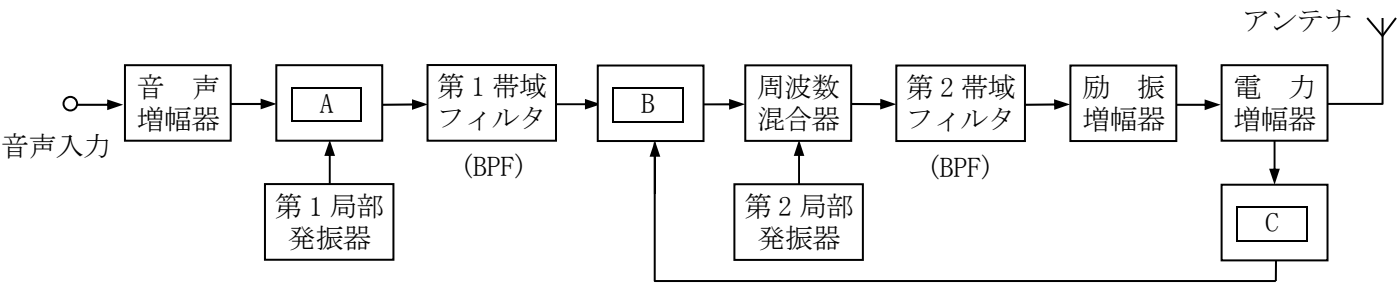 アンテナ
音声入力
音　声
増幅器
A
第１局部
発振器
第１帯域
フィルタ
(BPF)
B
周波数
混合器
第２局部
発振器
第２帯域
フィルタ
(BPF)
励　振
増幅器
電　力
増幅器
C